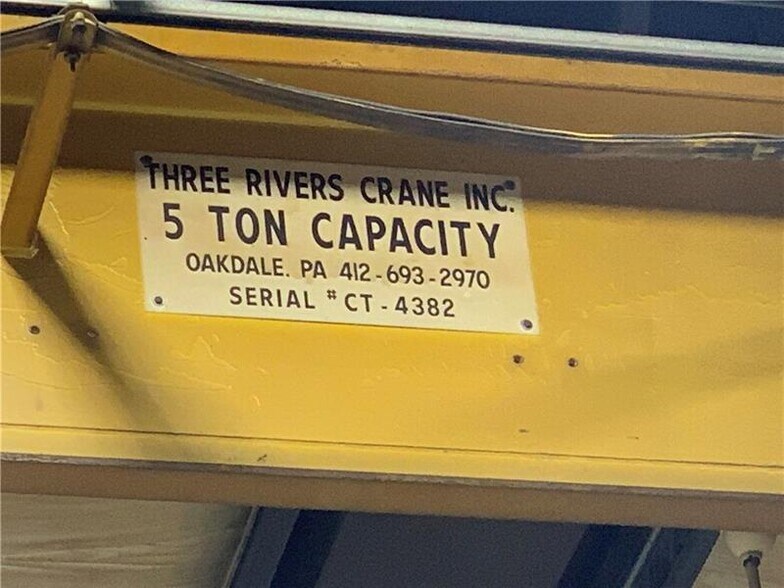 THREE RIVERS CRANE INC.
5 TON CAPACITY
OAKDALE. PA 412-693-2970
SERIAL # CT-4382